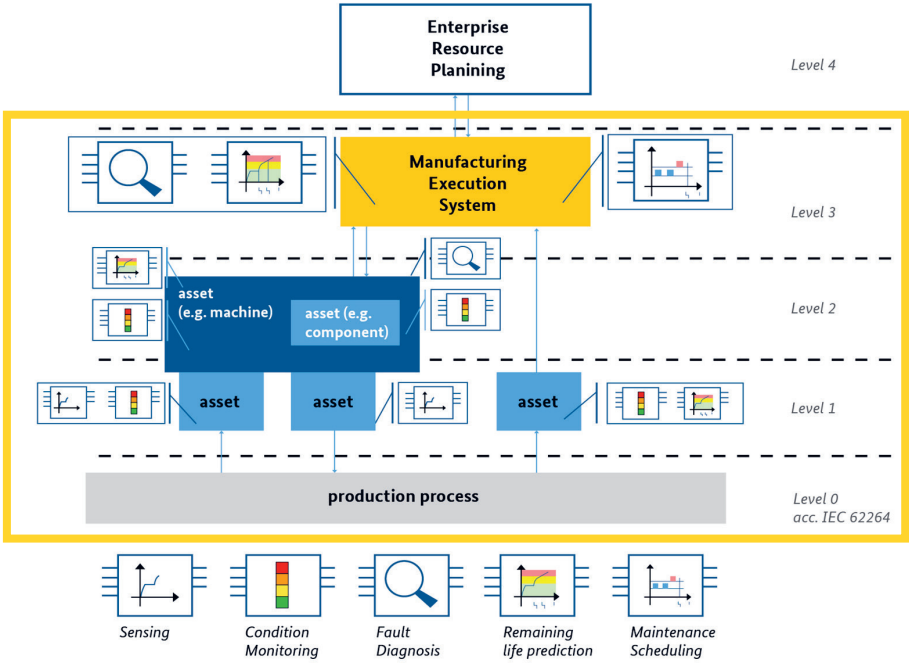 Enterprise
Resource
Planining
Level 4
Manufacturing
Execution
System
Level 3
asset
(e.g. machine)
asset (e.g.
component)
Level 2
asset
asset
asset
Level 1
production process
Level 0
acc. IEC 62264
Sensing
Condition
Monitoring
Fault
Diagnosis
Remaining
life prediction
Maintenance
Scheduling